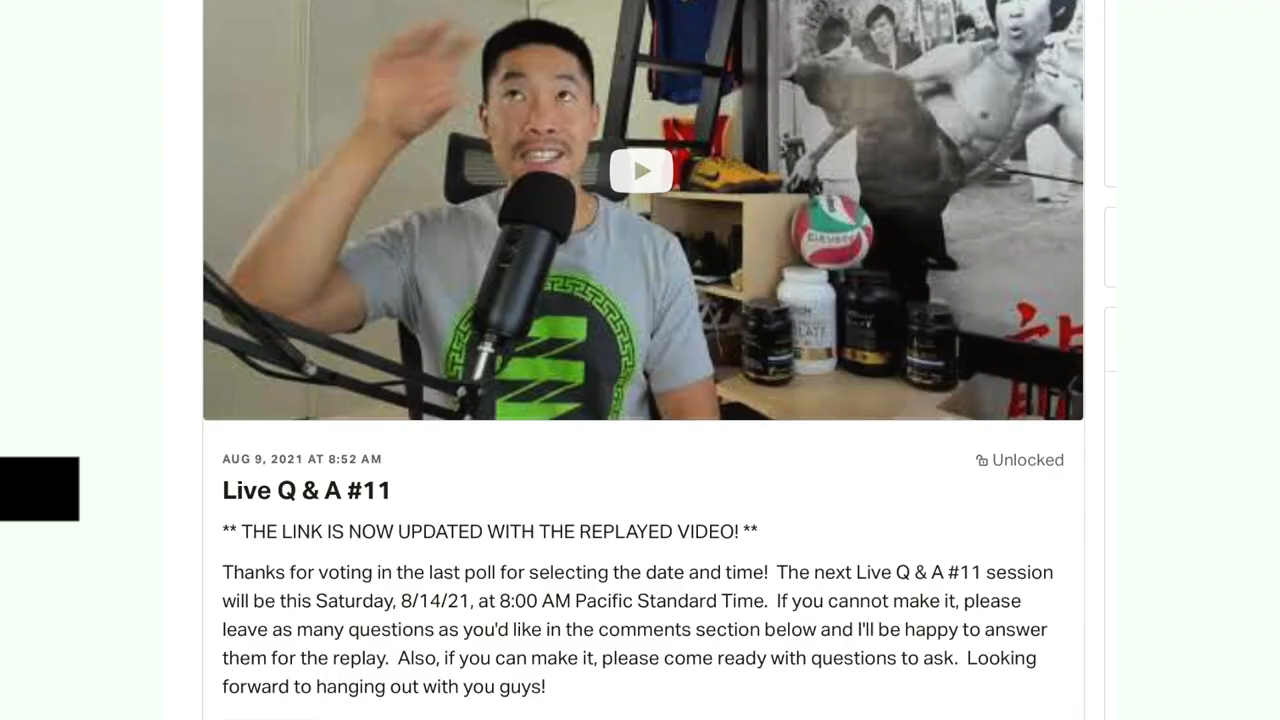 AUG 9, 2021 AT 8:52 AM
Unlocked
Live Q & A #11
** THE LINK IS NOW UPDATED WITH THE REPLAYED VIDEO! **
Thanks for voting in the last poll for selecting the date and time!  The next Live Q & A #11 session
will be this Saturday, 8/14/21, at 8:00 AM Pacific Standard Time.  If you cannot make it, please
leave as many questions as you'd like in the comments section below and I'll be happy to answer
them for the replay.  Also, if you can make it, please come ready with questions to ask.  Looking
forward to hanging out with you guys!